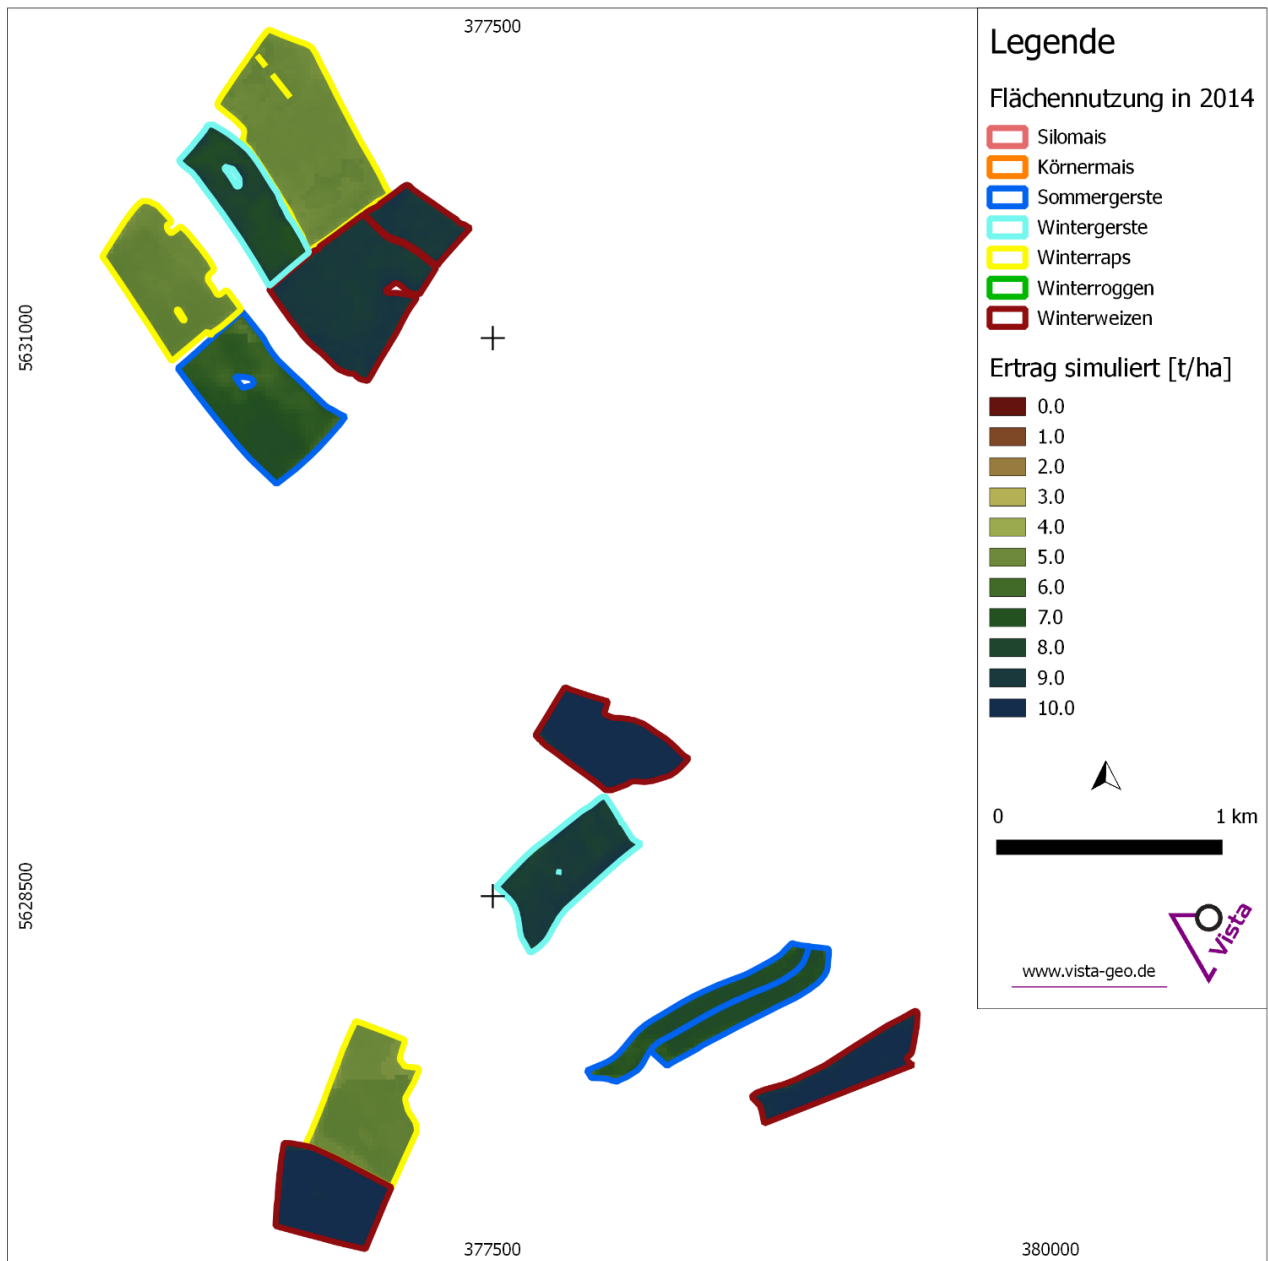 377500
Legende
Flächennutzung in 2014
Silomais
Körnermais
Sommergerste
Wintergerste
Winterraps
Winterroggen
Winterweizen
5631000
Ertrag simuliert [t/ha]
0.0
1.0
2.0
3.0
4.0
5.0
6.0
7.0
8.0
9.0
10.0
0 1 km
5628500
Vista
www.vista-geo.de
377500 380000